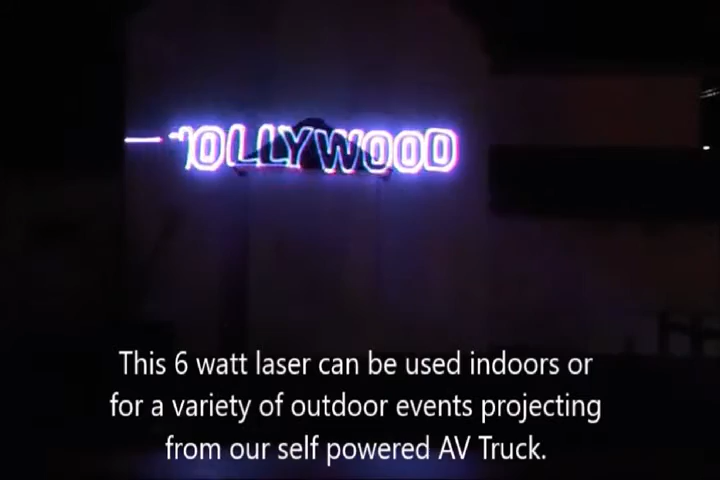 HOLLYWOOD
This 6 watt laser can be used indoors or
for a variety of outdoor events projecting
from our self powered AV Truck.